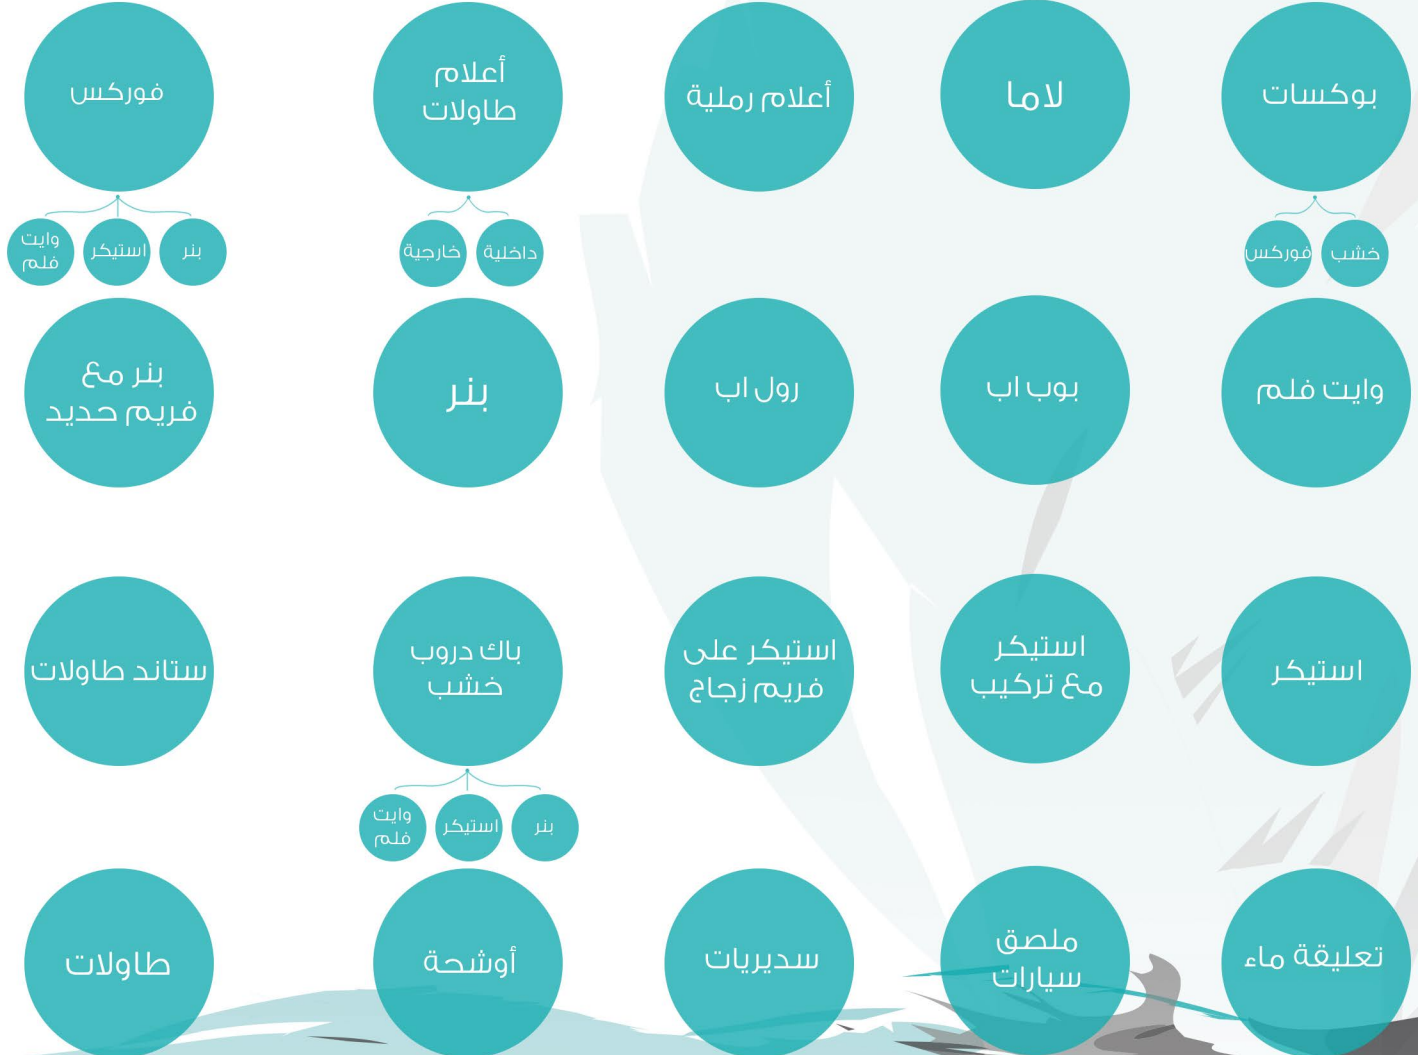 بوكسات
خشب
فوركس
لاما
أعلام رملية
أعلام
طاولات
داخلية
خارجية
فوركس
بنر
استيكر
وايت
فلم
وايت فلم
بوب اب
رول اب
بنر
بنر مع
فريم حديد
استيكر
استيكر
مع تركيب
استيكر على
فريم زجاج
باك دروب
خشب
بنر
استيكر
وايت
فلم
ستاند طاولات
تعليقة ماء
ملصق
سيارات
سديريات
أوشحة
طاولات